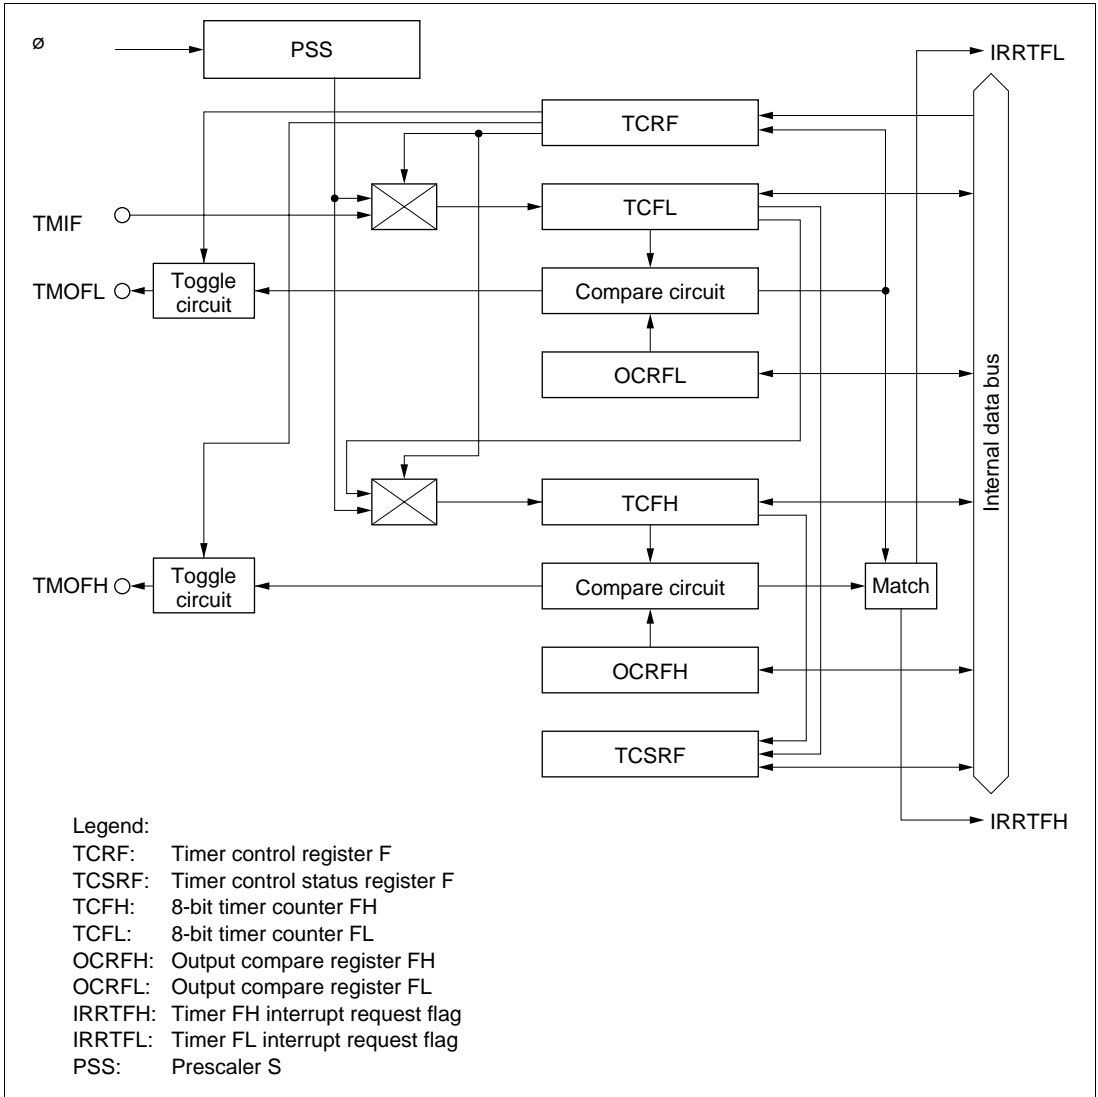 ø
PSS
IRRTFL
TCRF
TMIF
TCFL
TMOFL
Toggle
circuit
Compare circuit
OCRFL
Internal data bus
TCFH
TMOFH
Toggle
circuit
Compare circuit
Match
OCRFH
TCSRF
IRRTFH
Legend:
TCRF: Timer control register F
TCSRF: Timer control status register F
TCFH: 8-bit timer counter FH
TCFL: 8-bit timer counter FL
OCRFH: Output compare register FH
OCRFL: Output compare register FL
IRRTFH: Timer FH interrupt request flag
IRRTFL: Timer FL interrupt request flag
PSS: Prescaler S